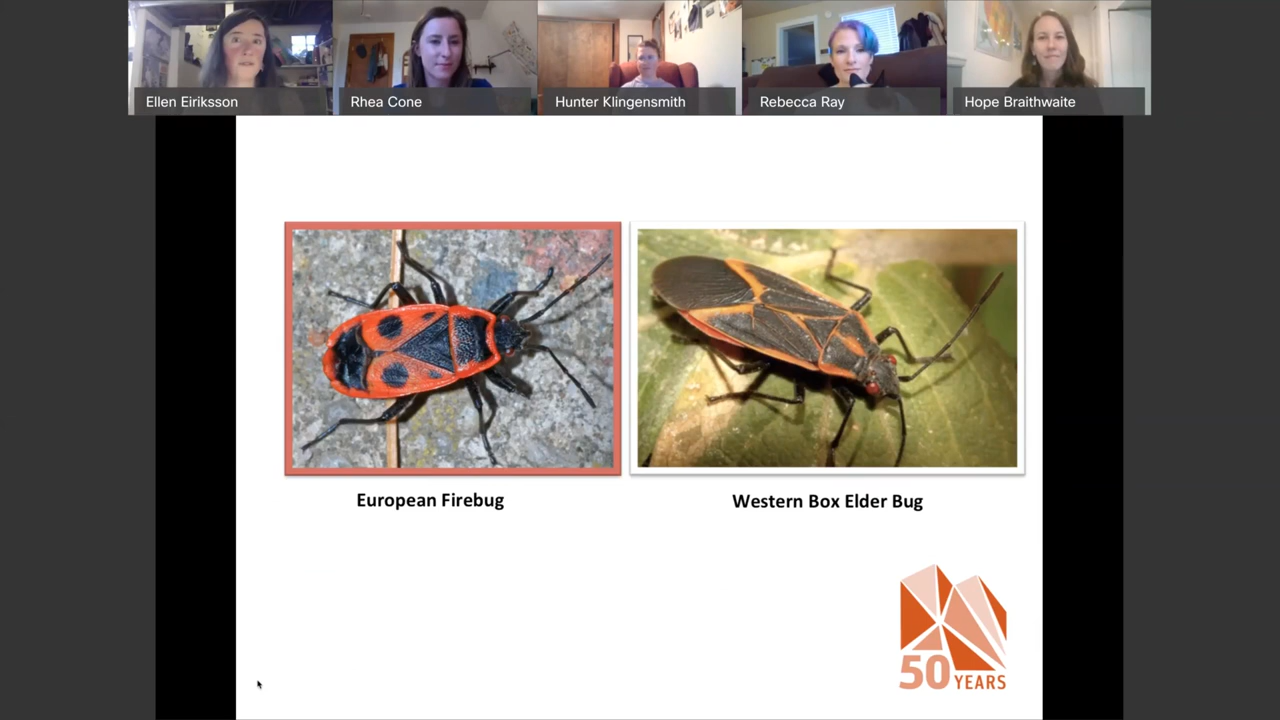 Ellen Eiriksson
Rhea Cone
Hunter Klingensmith
Rebecca Ray
Hope Braithwaite
European Firebug
Western Box Elder Bug
50 YEARS